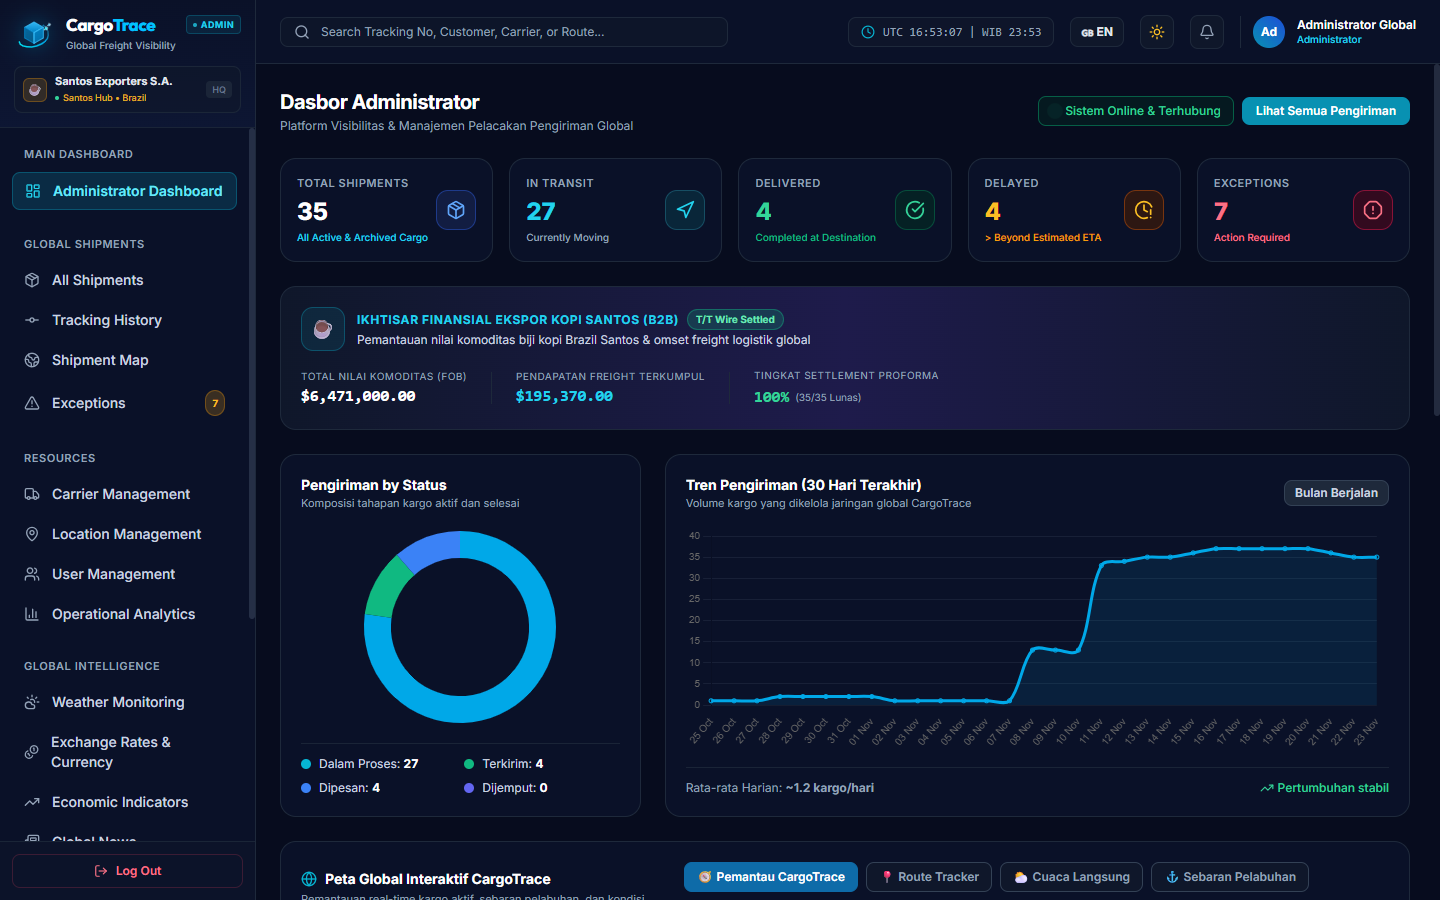 CargoTrace
Global Freight Visibility
• ADMIN
Santos Exporters S.A.
• Santos Hub • Brazil
HQ
MAIN DASHBOARD
Administrator Dashboard
GLOBAL SHIPMENTS
All Shipments
Tracking History
Shipment Map
Exceptions
7
RESOURCES
Carrier Management
Location Management
User Management
Operational Analytics
GLOBAL INTELLIGENCE
Weather Monitoring
Exchange Rates &
Currency
Economic Indicators
Global News
Log Out
Search Tracking No, Customer, Carrier, or Route...
UTC 16:53:07 | WIB 23:53
GB EN
Ad
Administrator Global
Administrator
Dasbor Administrator
Platform Visibilitas & Manajemen Pelacakan Pengiriman Global
Sistem Online & Terhubung
Lihat Semua Pengiriman
TOTAL SHIPMENTS
35
All Active & Archived Cargo
IN TRANSIT
27
Currently Moving
DELIVERED
4
Completed at Destination
DELAYED
4
> Beyond Estimated ETA
EXCEPTIONS
7
Action Required
IKHTISAR FINANSIAL EKSPOR KOPI SANTOS (B2B)
T/T Wire Settled
Pemantauan nilai komoditas biji kopi Brazil Santos & omset freight logistik global
TOTAL NILAI KOMODITAS (FOB)
$6,471,000.00
PENDAPATAN FREIGHT TERKUMPUL
$195,370.00
TINGKAT SETTLEMENT PROFORMA
100% (35/35 Lunas)
Pengiriman by Status
Komposisi tahapan kargo aktif dan selesai
Dalam Proses: 27
Terkirim: 4
Dipesan: 4
Dijemput: 0
Tren Pengiriman (30 Hari Terakhir)
Volume kargo yang dikelola jaringan global CargoTrace
Bulan Berjalan
40
35
30
25
20
15
10
5
0
25 Oct
26 Oct
27 Oct
28 Oct
29 Oct
30 Oct
31 Oct
01 Nov
02 Nov
03 Nov
04 Nov
05 Nov
06 Nov
07 Nov
08 Nov
09 Nov
10 Nov
11 Nov
12 Nov
13 Nov
14 Nov
15 Nov
16 Nov
17 Nov
18 Nov
19 Nov
20 Nov
21 Nov
22 Nov
23 Nov
Rata-rata Harian: ~1.2 kargo/hari
Pertumbuhan stabil
Peta Global Interaktif CargoTrace
Pemantauan real-time kargo aktif, sebaran pelabuhan, dan kondisi
Pemantau CargoTrace
Route Tracker
Cuaca Langsung
Sebaran Pelabuhan